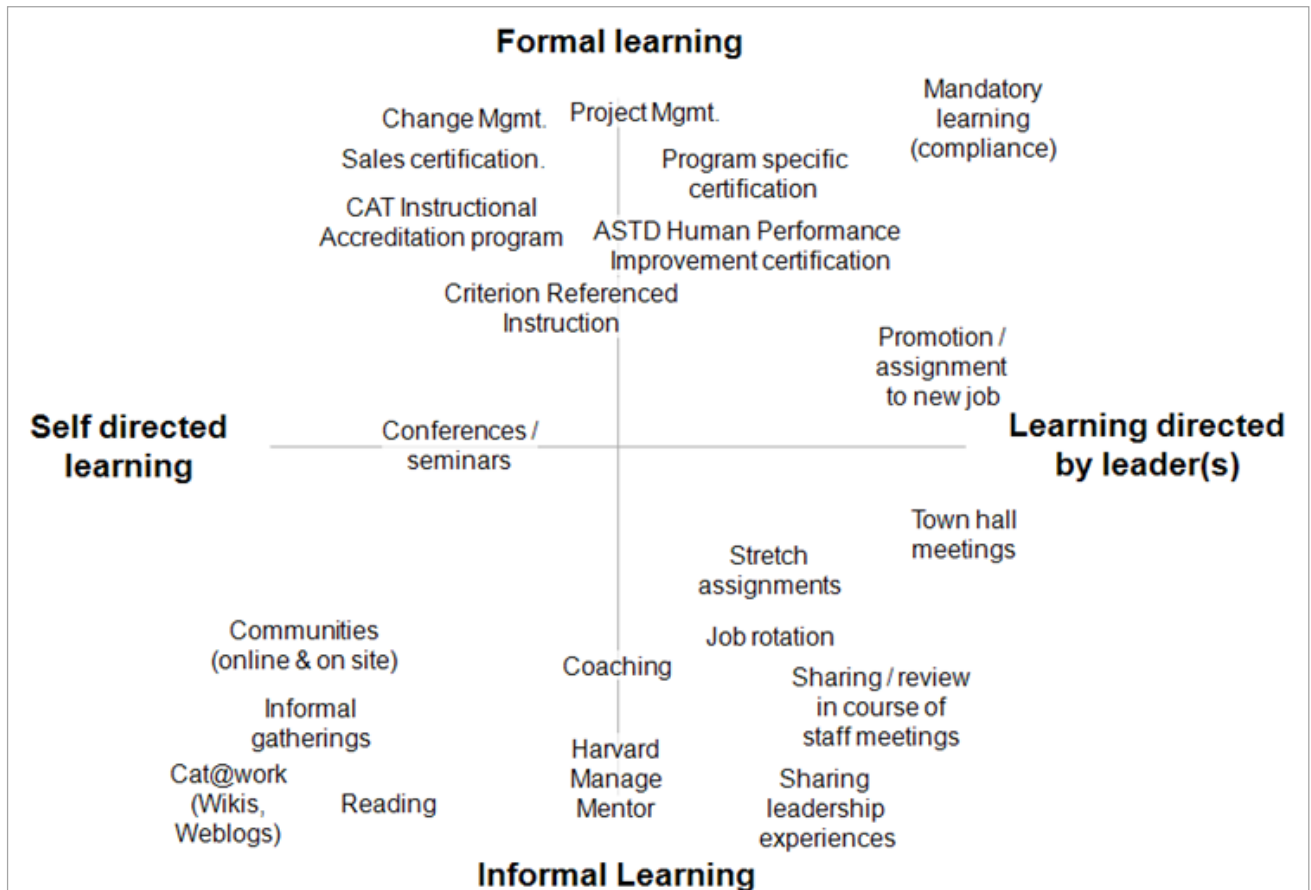 Formal learning
Change Mgmt.
Project Mgmt.
Mandatory
learning
(compliance)
Sales certification.
Program specific
certification
CAT Instructional
Accreditation program
ASTD Human Performance
Improvement certification
Criterion Referenced
Instruction
Promotion /
assignment
to new job
Self directed
learning
Conferences /
seminars
Learning directed
by leader(s)
Town hall
meetings
Stretch
assignments
Communities
(online & on site)
Job rotation
Coaching
Sharing / review
in course of
staff meetings
Informal
gatherings
Harvard
Manage
Mentor
Cat@work
(Wikis,
Weblogs)
Reading
Sharing
leadership
experiences
Informal Learning